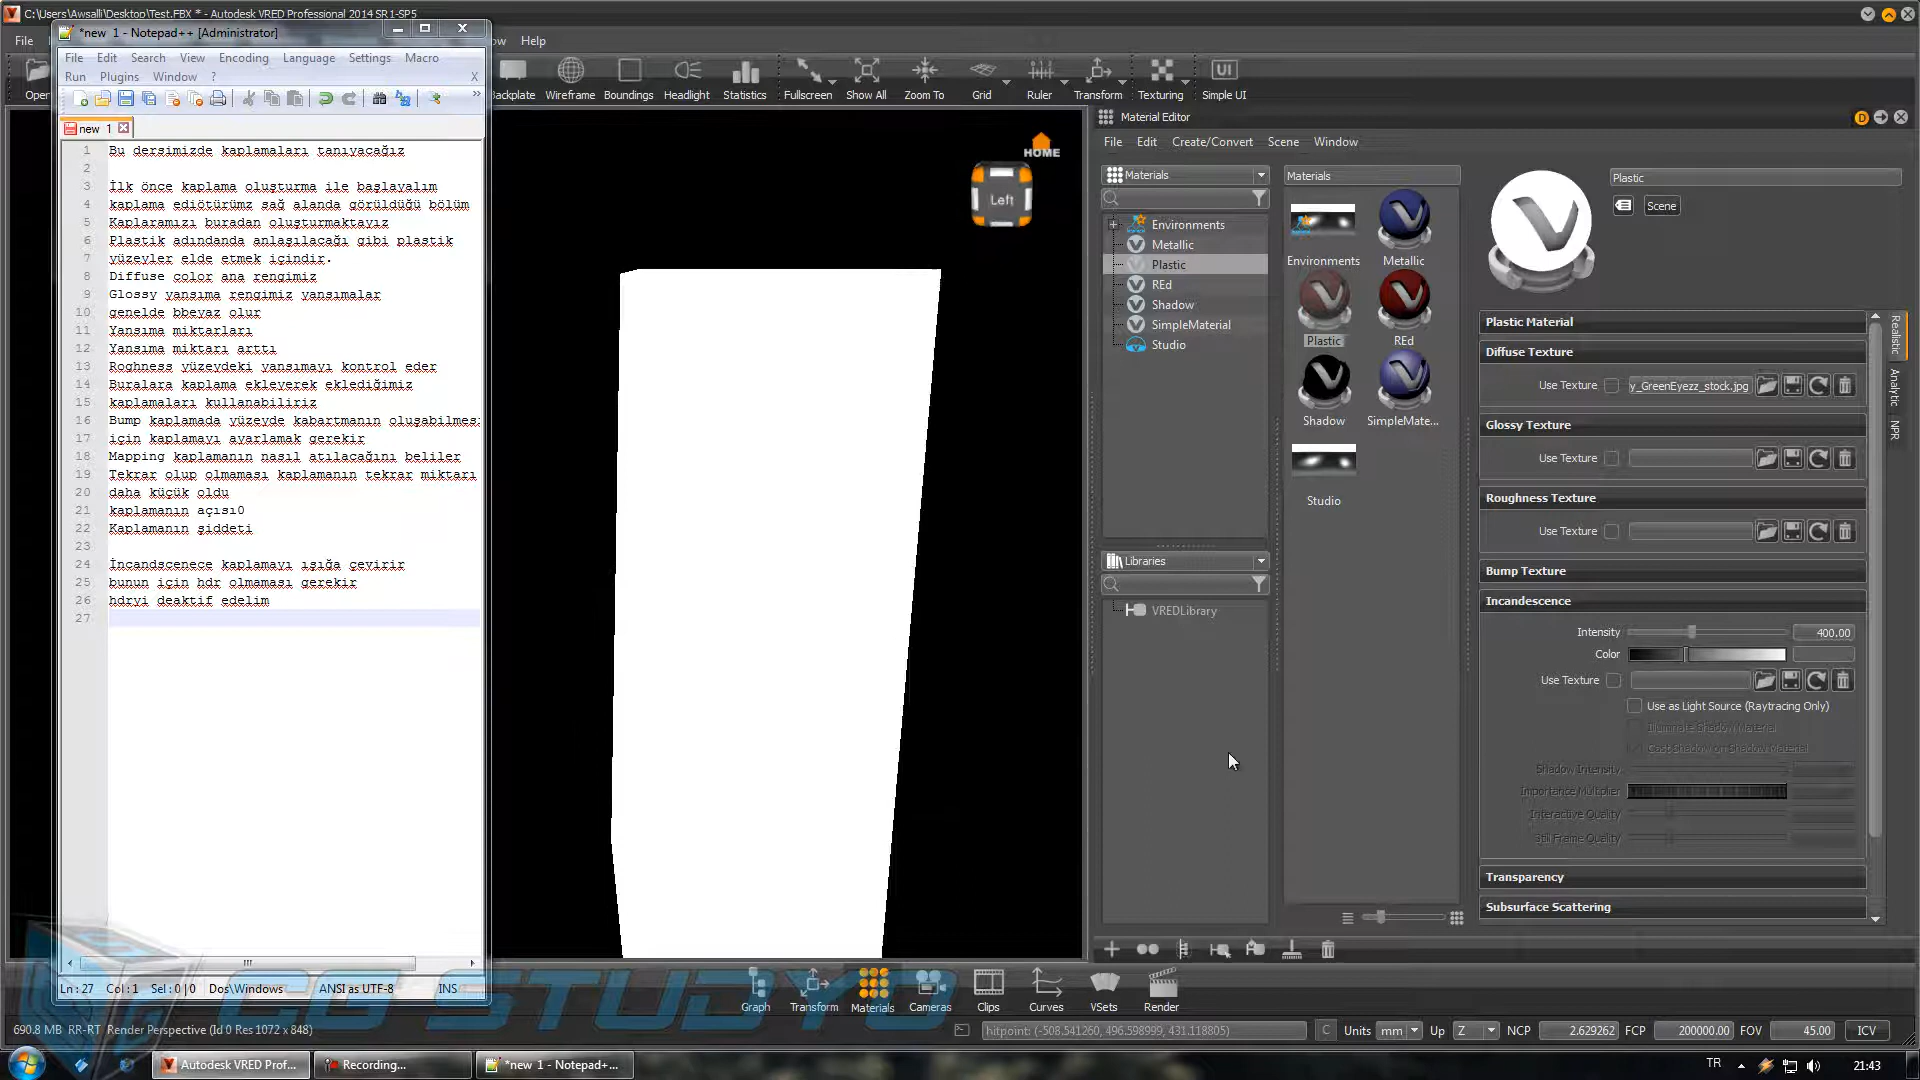 C:\Users\Awsalli\Desktop\Test.FBX * - Autodesk VRED Professional 2014 SR1-SP5
File
Help
*new 1 - Notepad++ [Administrator]
File Edit Search View Encoding Language Settings Macro
Run Plugins Window ? X
new 1
1 Bu dersimizde kaplamaları tanıyacağız
2
3 İlk önce kaplama oluşturma ile başlayalım
4 kaplama ediötürümz sağ alanda görüldüğü bölüm
5 Kaplaramızı buradan oluşturmaktayız
6 Plastik adındanda anlaşılacağı gibi plastik
7 yüzeyler elde etmek içindir.
8 Diffuse color ana rengimiz
9 Glossy yansıma rengimiz yansımalar
10 genelde bbeyaz olur
11 Yansıma miktarları
12 Yansıma miktarı arttı
13 Roghness yüzeydeki yansımayı kontrol eder
14 Buralara kaplama ekleyerek eklediğimiz
15 kaplamaları kullanabiliriz
16 Bump kaplamada yüzeyde kabartmanın oluşabilmes
17 için kaplamayı ayarlamak gerekir
18 Mapping kaplamanın nasıl atılacağını beliler
19 Tekrar olup olmaması kaplamanın tekrar miktarı
20 daha küçük oldu
21 kaplamanın açısı0
22 Kaplamanın şiddeti
23
24 İncandscenece kaplamayı ışığa çevirir
25 bunun için hdr olmaması gerekir
26 hdryi deaktif edelim
27
Ln:27 Col:1 Sel:0|0 Dos\Windows ANSI as UTF-8 INS
Open
Backplate Wireframe Boundings Headlight Statistics Fullscreen Show All Zoom To Grid Ruler Transform Texturing Simple UI
UI
HOME
Left
Material Editor
D
File Edit Create/Convert Scene Window
Materials
Environments
Metallic
Plastic
REd
Shadow
SimpleMaterial
Studio
Libraries
VREDLibrary
Materials
Environments Metallic
Plastic REd
Shadow SimpleMate...
Studio
Plastic
Scene
Realistic
Analytic
NPR
Plastic Material
Diffuse Texture
Use Texture y_GreenEyezz_stock.jpg
Glossy Texture
Use Texture
Roughness Texture
Use Texture
Bump Texture
Incandescence
Intensity 400.00
Color
Use Texture
Use as Light Source (Raytracing Only)
Illuminate Shadow Material
Cast Shadow on Shadow Material
Shadow Intensity
Importance Multiplier
Interactive Quality
Still Frame Quality
Transparency
Subsurface Scattering
CG STUDYO
Graph Transform Materials Cameras Clips Curves VSets Render
690.8 MB RR-RT Render Perspective (Id 0 Res 1072 x 848)
hitpoint: (-508.541260, 496.598999, 431.118805) C Units mm Up Z NCP 2.629262 FCP 200000.00 FOV 45.00 ICV
Autodesk VRED Prof... Recording... *new 1 - Notepad+...
TR 21:43